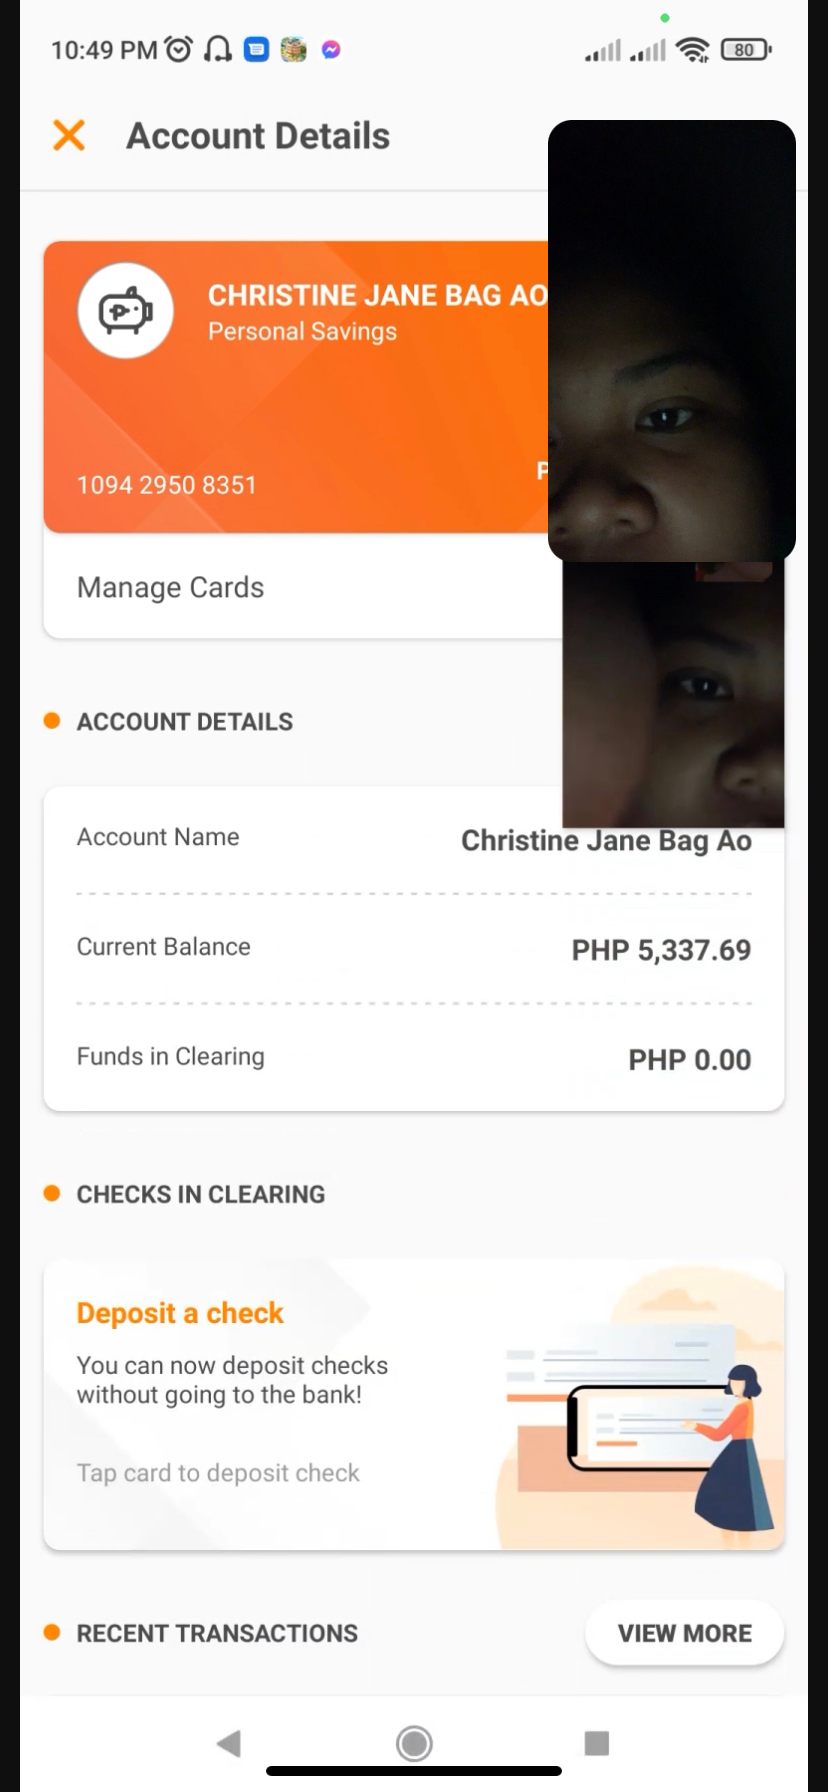 10:49 PM
80
Account Details
CHRISTINE JANE BAG AO
Personal Savings
1094 2950 8351
P
Manage Cards
ACCOUNT DETAILS
Account Name
Christine Jane Bag Ao
Current Balance
PHP 5,337.69
Funds in Clearing
PHP 0.00
CHECKS IN CLEARING
Deposit a check
You can now deposit checks
without going to the bank!
Tap card to deposit check
RECENT TRANSACTIONS
VIEW MORE